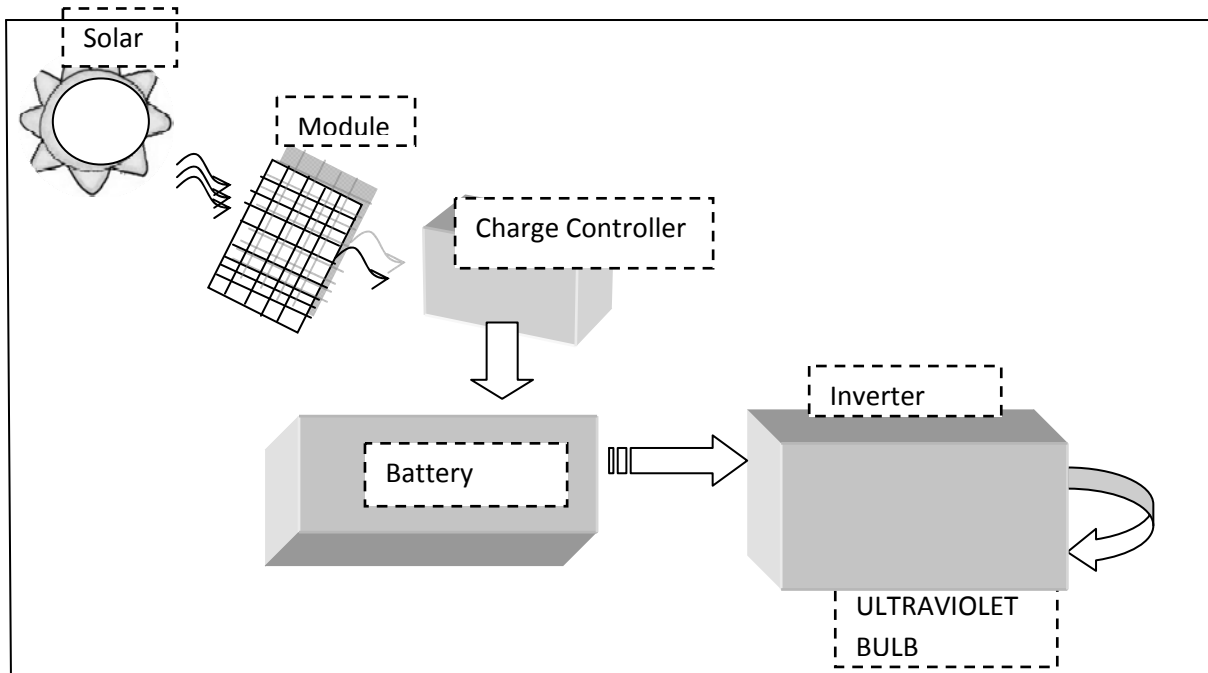 Solar
Module
Charge Controller
Inverter
Battery
ULTRAVIOLET
BULB